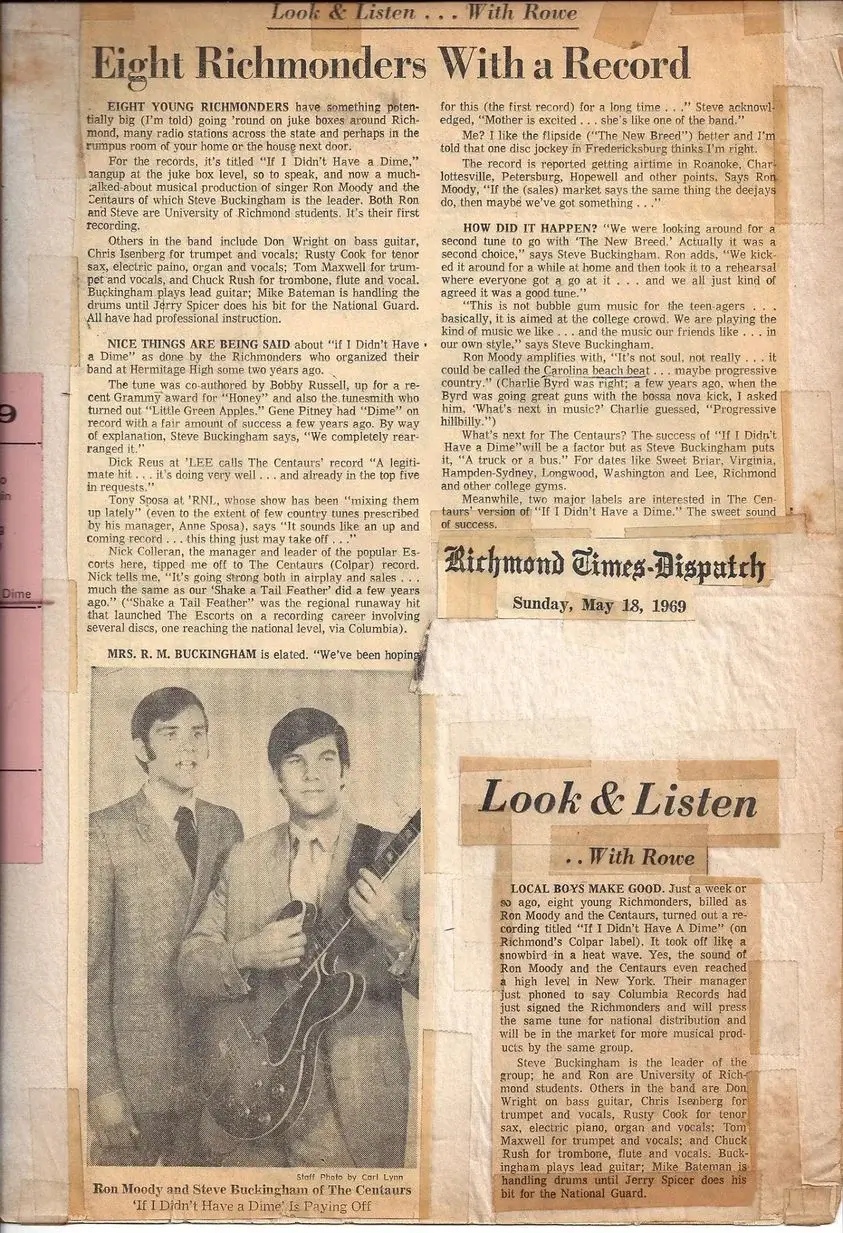 Look & Listen . . . With Rowe
Eight Richmonders With a Record
EIGHT YOUNG RICHMONDERS have something poten-
tially big (I'm told) going 'round on juke boxes around Rich-
mond, many radio stations across the state and perhaps in the
rumpus room of your home or the house next door.
For the records, it's titled "If I Didn't Have a Dime,"
hangup at the juke box level, so to speak, and now a much-
talked-about musical production of singer Ron Moody and the
Centaurs of which Steve Buckingham is the leader. Both Ron
and Steve are University of Richmond students. It's their first
recording.
Others in the band include Don Wright on bass guitar,
Chris Isenberg for trumpet and vocals; Rusty Cook for tenor
sax, electric paino, organ and vocals; Tom Maxwell for trum-
pet and vocals, and Chuck Rush for trombone, flute and vocal.
Buckingham plays lead guitar; Mike Bateman is handling the
drums until Jerry Spicer does his bit for the National Guard.
All have had professional instruction.
NICE THINGS ARE BEING SAID about "if I Didn't Have
a Dime" as done by the Richmonders who organized their
band at Hermitage High some two years ago.
The tune was co-authored by Bobby Russell, up for a re-
cent Grammy award for "Honey" and also the tunesmith who
turned out "Little Green Apples." Gene Pitney had "Dime" on
record with a fair amount of success a few years ago. By way
of explanation, Steve Buckingham says, "We completely rear-
ranged it."
Dick Reus at 'LEE calls The Centaurs' record "A legiti-
mate hit . . . it's doing very well . . . and already in the top five
in requests."
Tony Sposa at 'RNL, whose show has been "mixing them
up lately" (even to the extent of few country tunes prescribed
by his manager, Anne Sposa), says "It sounds like an up and
coming record . . . this thing just may take off . . ."
Nick Colleran, the manager and leader of the popular Es-
corts here, tipped me off to The Centaurs (Colpar) record.
Nick tells me, "It's going strong both in airplay and sales . . .
much the same as our 'Shake a Tail Feather' did a few years
ago." ("Shake a Tail Feather" was the regional runaway hit
that launched The Escorts on a recording career involving
several discs, one reaching the national level, via Columbia).
MRS. R. M. BUCKINGHAM is elated. "We've been hoping
for this (the first record) for a long time . . ." Steve acknowl-
edged, "Mother is excited . . . she's like one of the band."
Me? I like the flipside ("The New Breed") better and I'm
told that one disc jockey in Fredericksburg thinks I'm right.
The record is reported getting airtime in Roanoke, Char-
lottesville, Petersburg, Hopewell and other points. Says Ron
Moody, "If the (sales) market says the same thing the deejays
do, then maybe we've got something . . ."
HOW DID IT HAPPEN? "We were looking around for a
second tune to go with 'The New Breed.' Actually it was a
second choice," says Steve Buckingham. Ron adds, "We kick-
ed it around for a while at home and then took it to a rehearsal
where everyone got a go at it . . . and we all just kind of
agreed it was a good tune."
"This is not bubble gum music for the teen-agers . . .
basically, it is aimed at the college crowd. We are playing the
kind of music we like . . . and the music our friends like . . . in
our own style," says Steve Buckingham.
Ron Moody amplifies with, "It's not soul, not really . . . it
could be called the Carolina beach beat . . . maybe progressive
country." (Charlie Byrd was right; a few years ago, when the
Byrd was going great guns with the bossa nova kick, I asked
him, 'What's next in music?' Charlie guessed, "Progressive
hillbilly.")
What's next for The Centaurs? The success of "If I Didn't
Have a Dime"will be a factor but as Steve Buckingham puts
it, "A truck or a bus." For dates like Sweet Briar, Virginia,
Hampden-Sydney, Longwood, Washington and Lee, Richmond
and other college gyms.
Meanwhile, two major labels are interested in The Cen-
taurs' version of "If I Didn't Have a Dime." The sweet sound
of success.
Richmond Times-Dispatch
Sunday, May 18, 1969
9
Dime
Staff Photo by Carl Lynn
Ron Moody and Steve Buckingham of The Centaurs
'If I Didn't Have a Dime' Is Paying Off
Look & Listen
. . With Rowe
LOCAL BOYS MAKE GOOD. Just a week or
so ago, eight young Richmonders, billed as
Ron Moody and the Centaurs, turned out a re-
cording titled "If I Didn't Have A Dime" (on
Richmond's Colpar label). It took off like a
snowbird in a heat wave. Yes, the sound of
Ron Moody and the Centaurs even reached
a high level in New York. Their manager
just phoned to say Columbia Records had
just signed the Richmonders and will press
the same tune for national distribution and
will be in the market for more musical prod-
ucts by the same group.
Steve Buckingham is the leader of the
group; he and Ron are University of Rich-
mond students. Others in the band are Don
Wright on bass guitar, Chris Isenberg for
trumpet and vocals, Rusty Cook for tenor
sax, electric piano, organ and vocals; Tom
Maxwell for trumpet and vocals; and Chuck
Rush for trombone, flute and vocals. Buck-
ingham plays lead guitar; Mike Bateman is
handling drums until Jerry Spicer does his
bit for the National Guard.